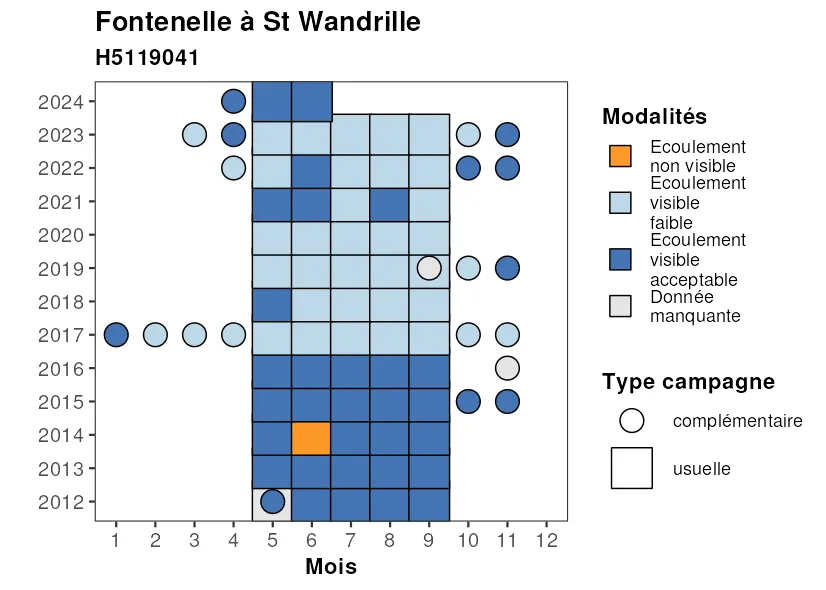 Fontenelle à St Wandrille
H5119041
2024
2023
2022
2021
2020
2019
2018
2017
2016
2015
2014
2013
2012
1 2 3 4 5 6 7 8 9 10 11 12
Mois
Modalités
Ecoulement
non visible
Ecoulement
visible
faible
Ecoulement
visible
acceptable
Donnée
manquante
Type campagne
complémentaire
usuelle